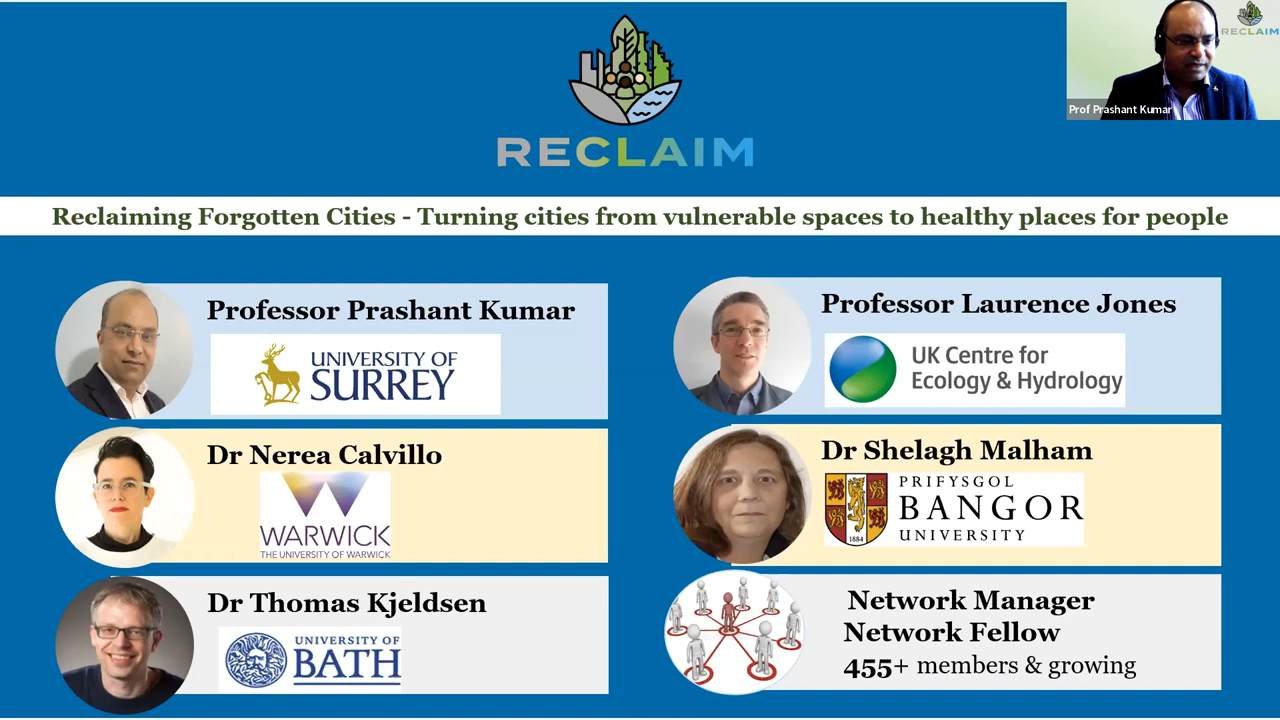 RECLAIM
RECLAIM
Prof Prashant Kumar
Reclaiming Forgotten Cities - Turning cities from vulnerable spaces to healthy places for people
Professor Prashant Kumar
UNIVERSITY OF
SURREY
Professor Laurence Jones
UK Centre for
Ecology & Hydrology
Dr Nerea Calvillo
WARWICK
THE UNIVERSITY OF WARWICK
Dr Shelagh Malham
1884
PRIFYSGOL
BANGOR
UNIVERSITY
Dr Thomas Kjeldsen
UNIVERSITY OF
BATH
Network Manager
Network Fellow
455+ members & growing